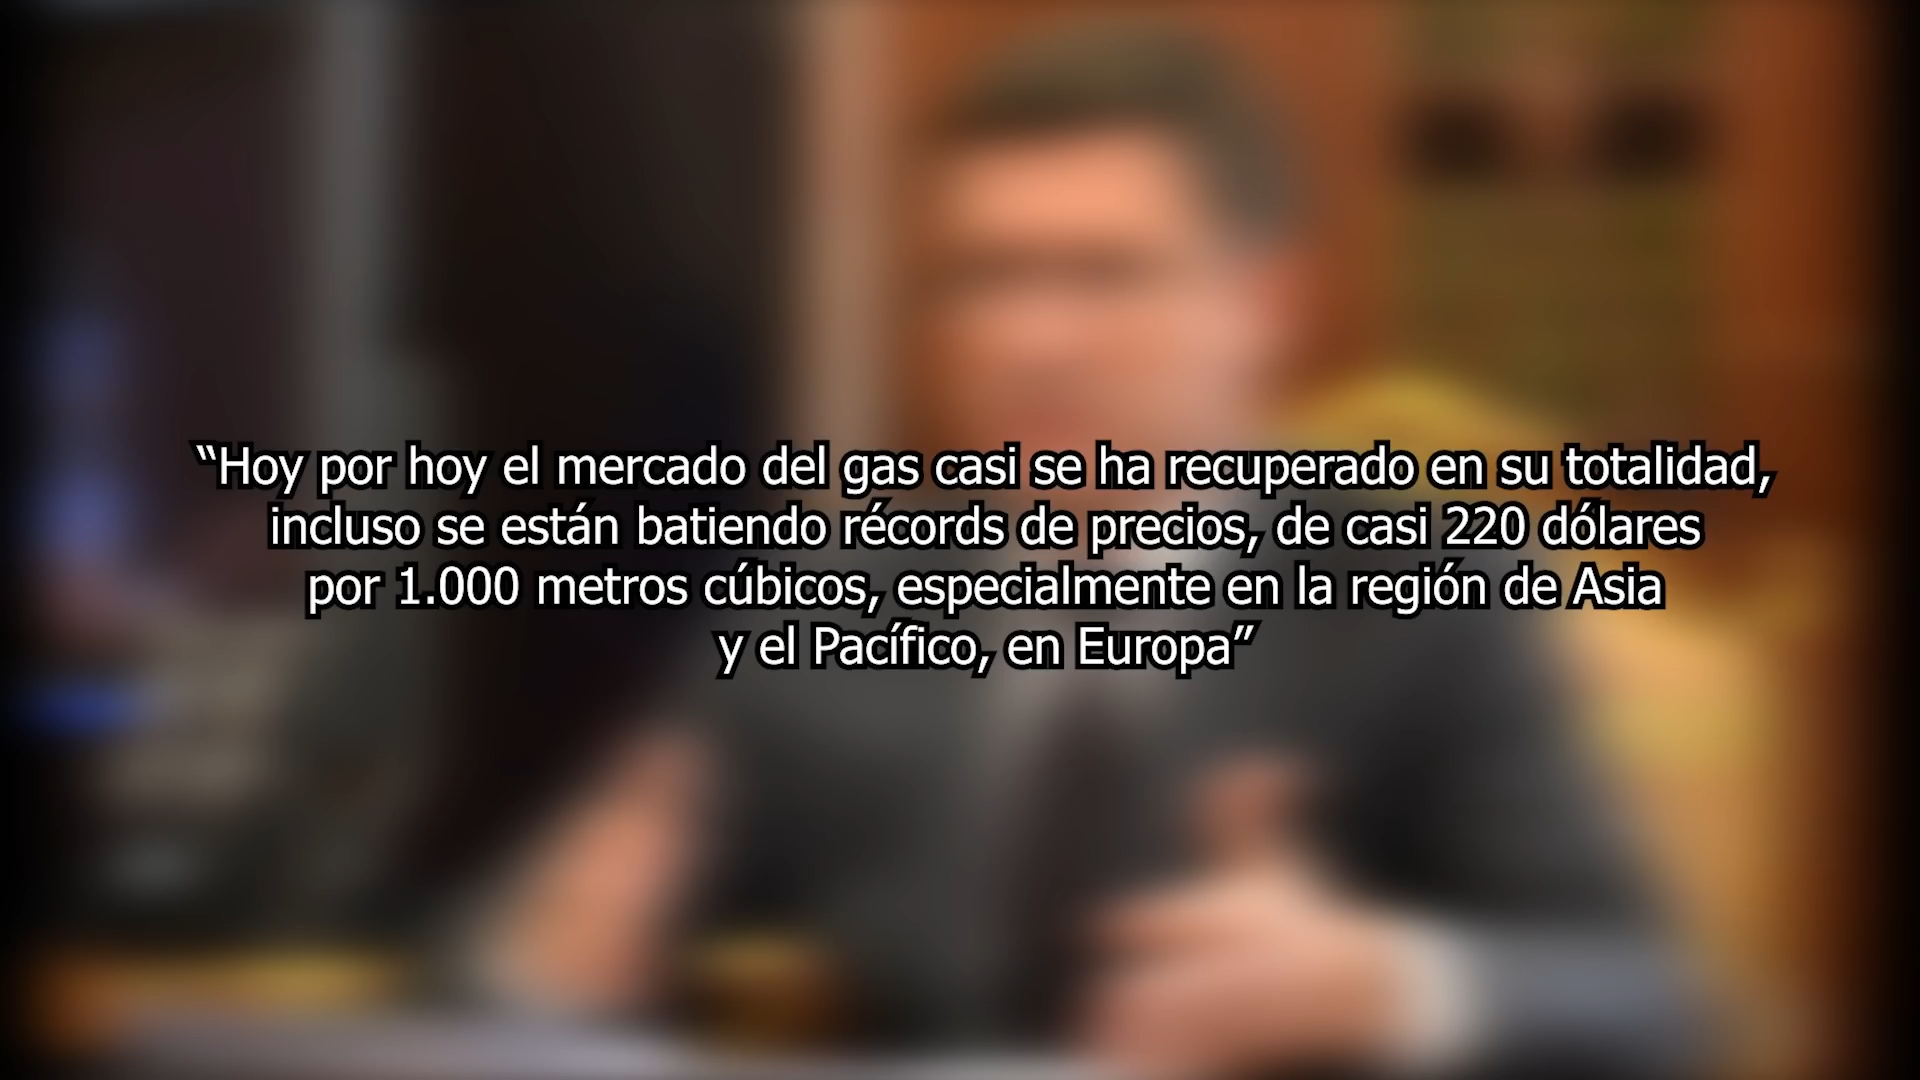 “Hoy por hoy el mercado del gas casi se ha recuperado en su totalidad,
incluso se están batiendo récords de precios, de casi 220 dólares
por 1.000 metros cúbicos, especialmente en la región de Asia
y el Pacífico, en Europa”